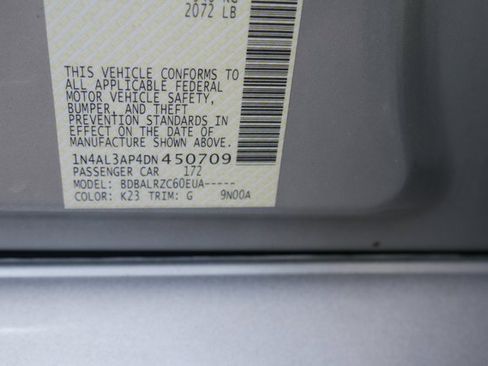 2072 LB
THIS VEHICLE CONFORMS TO
ALL APPLICABLE FEDERAL
MOTOR VEHICLE SAFETY,
BUMPER, AND THEFT
PREVENTION STANDARDS IN
EFFECT ON THE DATE OF
MANUFACTURE SHOWN ABOVE.
1N4AL3AP4DN450709
PASSENGER CAR 172
MODEL: BDBALRZC60EUA-----
COLOR: K23 TRIM: G 9N00A